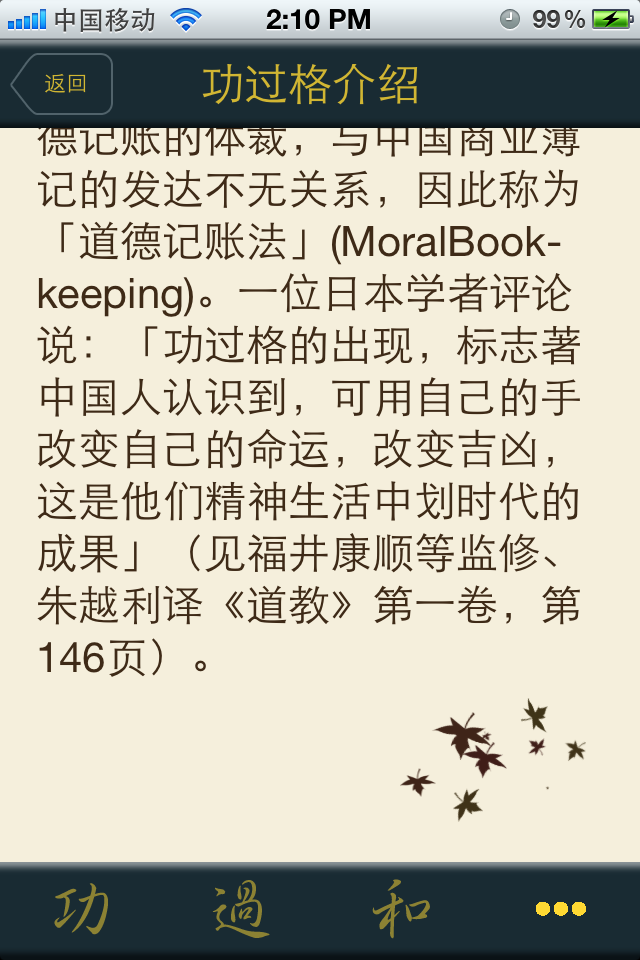 中国移动 2:10 PM 99%
返回 功过格介绍
德记账的体裁，与中国商业簿
记的发达不无关系，因此称为
「道德记账法」(MoralBook-
keeping)。一位日本学者评论
说：「功过格的出现，标志著
中国人认识到，可用自己的手
改变自己的命运，改变吉凶，
这是他们精神生活中划时代的
成果」（见福井康顺等监修、
朱越利译《道教》第一卷，第
146页）。
功 過 和